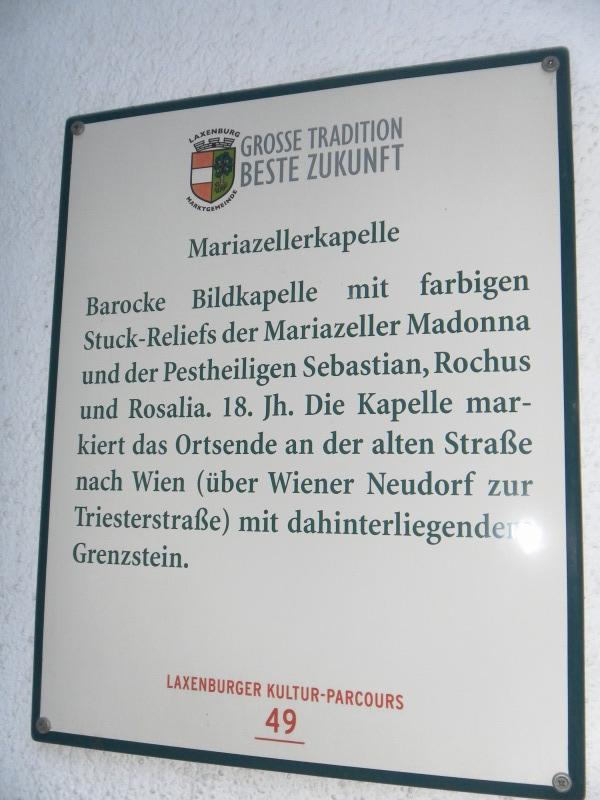 LAXENBURG
MARKTGEMEINDE
GROSSE TRADITION
BESTE ZUKUNFT
Mariazellerkapelle
Barocke Bildkapelle mit farbigen
Stuck-Reliefs der Mariazeller Madonna
und der Pestheiligen Sebastian, Rochus
und Rosalia. 18. Jh. Die Kapelle mar-
kiert das Ortsende an der alten Straße
nach Wien (über Wiener Neudorf zur
Triesterstraße) mit dahinterliegendem
Grenzstein.
LAXENBURGER KULTUR-PARCOURS
49